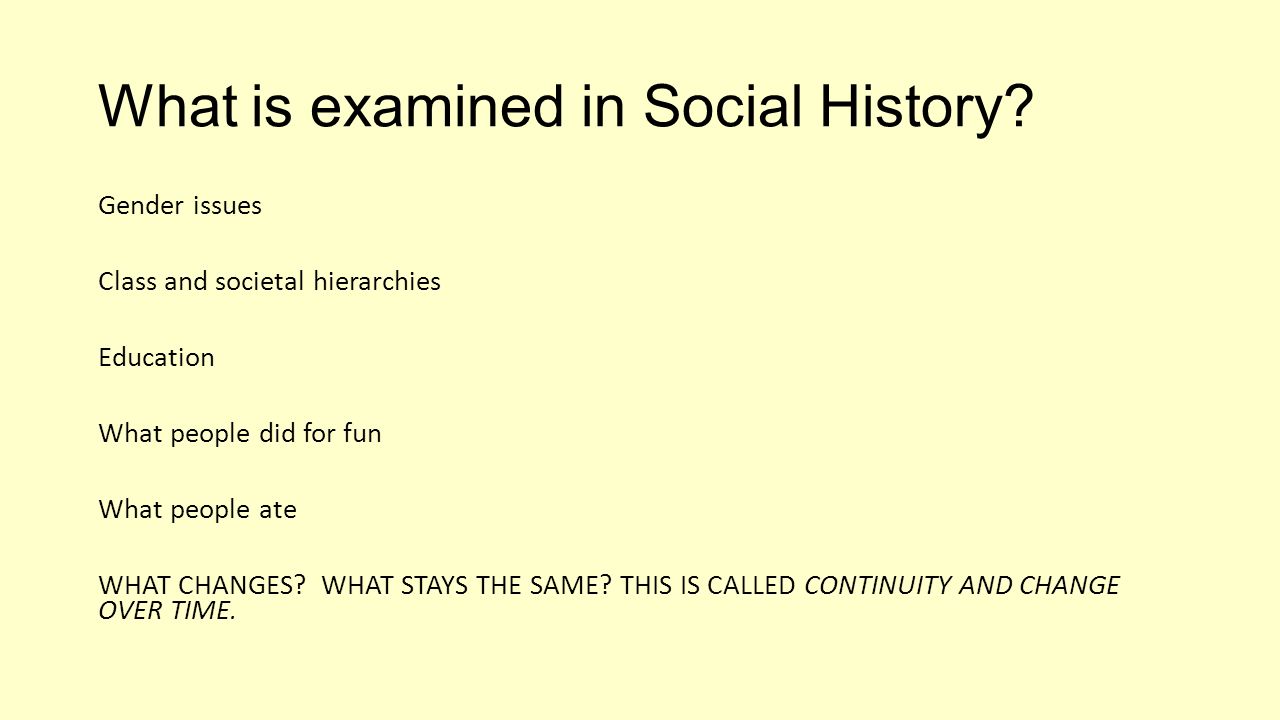 What is examined in Social History?
Gender issues
Class and societal hierarchies
Education
What people did for fun
What people ate
WHAT CHANGES?  WHAT STAYS THE SAME? THIS IS CALLED CONTINUITY AND CHANGE
OVER TIME.